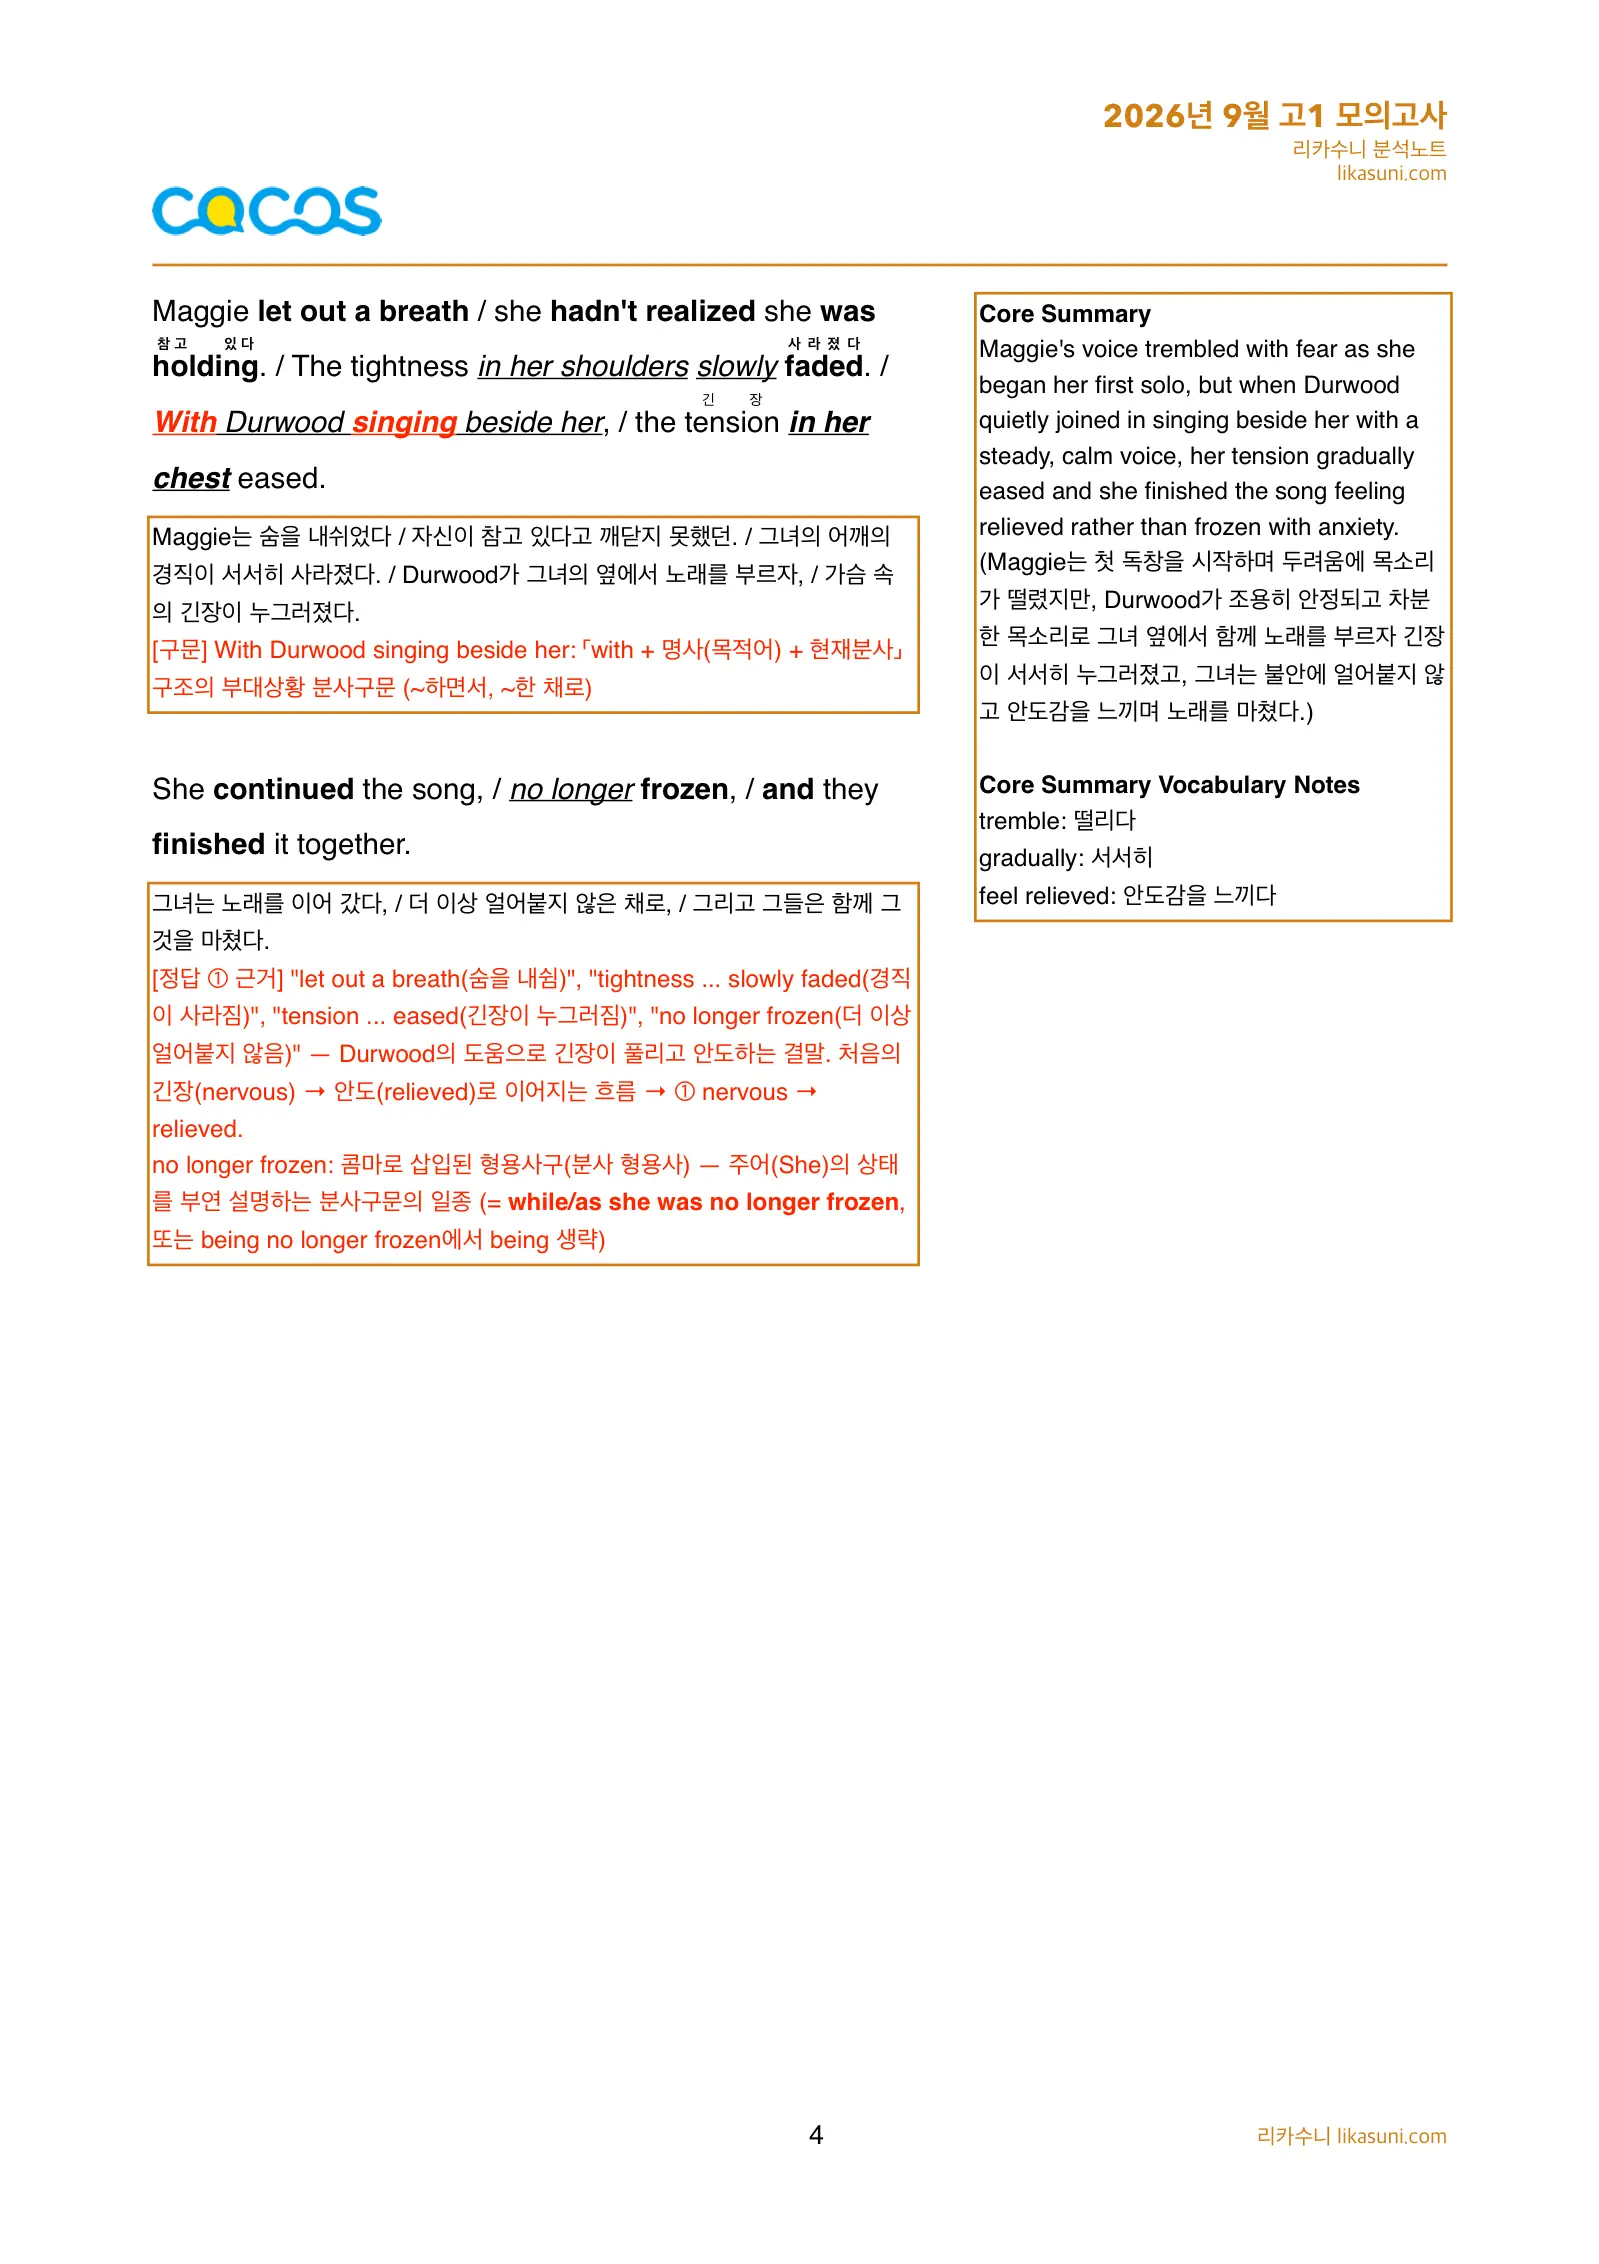 2026년 9월 고1 모의고사
리카수니 분석노트
likasuni.com
cacos
Maggie let out a breath / she hadn't realized she was
참고 있다 사라졌다
holding. / The tightness in her shoulders slowly faded. /
긴장
With Durwood singing beside her, / the tension in her
chest eased.
Maggie는 숨을 내쉬었다 / 자신이 참고 있다고 깨닫지 못했던. / 그녀의 어깨의
경직이 서서히 사라졌다. / Durwood가 그녀의 옆에서 노래를 부르자, / 가슴 속
의 긴장이 누그러졌다.
[구문] With Durwood singing beside her:「with + 명사(목적어) + 현재분사」
구조의 부대상황 분사구문 (~하면서, ~한 채로)
She continued the song, / no longer frozen, / and they
finished it together.
그녀는 노래를 이어 갔다, / 더 이상 얼어붙지 않은 채로, / 그리고 그들은 함께 그
것을 마쳤다.
[정답 ① 근거] "let out a breath(숨을 내쉼)", "tightness ... slowly faded(경직
이 사라짐)", "tension ... eased(긴장이 누그러짐)", "no longer frozen(더 이상
얼어붙지 않음)" — Durwood의 도움으로 긴장이 풀리고 안도하는 결말. 처음의
긴장(nervous) → 안도(relieved)로 이어지는 흐름 → ① nervous →
relieved.
no longer frozen: 콤마로 삽입된 형용사구(분사 형용사) — 주어(She)의 상태
를 부연 설명하는 분사구문의 일종 (= while/as she was no longer frozen,
또는 being no longer frozen에서 being 생략)
Core Summary
Maggie's voice trembled with fear as she
began her first solo, but when Durwood
quietly joined in singing beside her with a
steady, calm voice, her tension gradually
eased and she finished the song feeling
relieved rather than frozen with anxiety.
(Maggie는 첫 독창을 시작하며 두려움에 목소리
가 떨렸지만, Durwood가 조용히 안정되고 차분
한 목소리로 그녀 옆에서 함께 노래를 부르자 긴장
이 서서히 누그러졌고, 그녀는 불안에 얼어붙지 않
고 안도감을 느끼며 노래를 마쳤다.)
Core Summary Vocabulary Notes
tremble: 떨리다
gradually: 서서히
feel relieved: 안도감을 느끼다
4
리카수니 likasuni.com